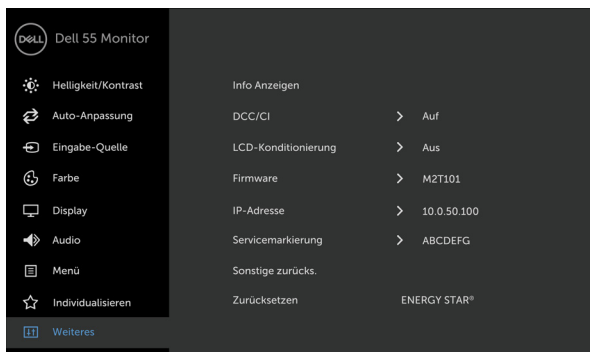 DELL Dell 55 Monitor
Helligkeit/Kontrast Info Anzeigen
Auto-Anpassung DCC/CI Auf
Eingabe-Quelle LCD-Konditionierung Aus
Farbe Firmware M2T101
Display IP-Adresse 10.0.50.100
Audio Servicemarkierung ABCDEFG
Menü Sonstige zurücks.
Individualisieren Zurücksetzen ENERGY STAR®
Weiteres